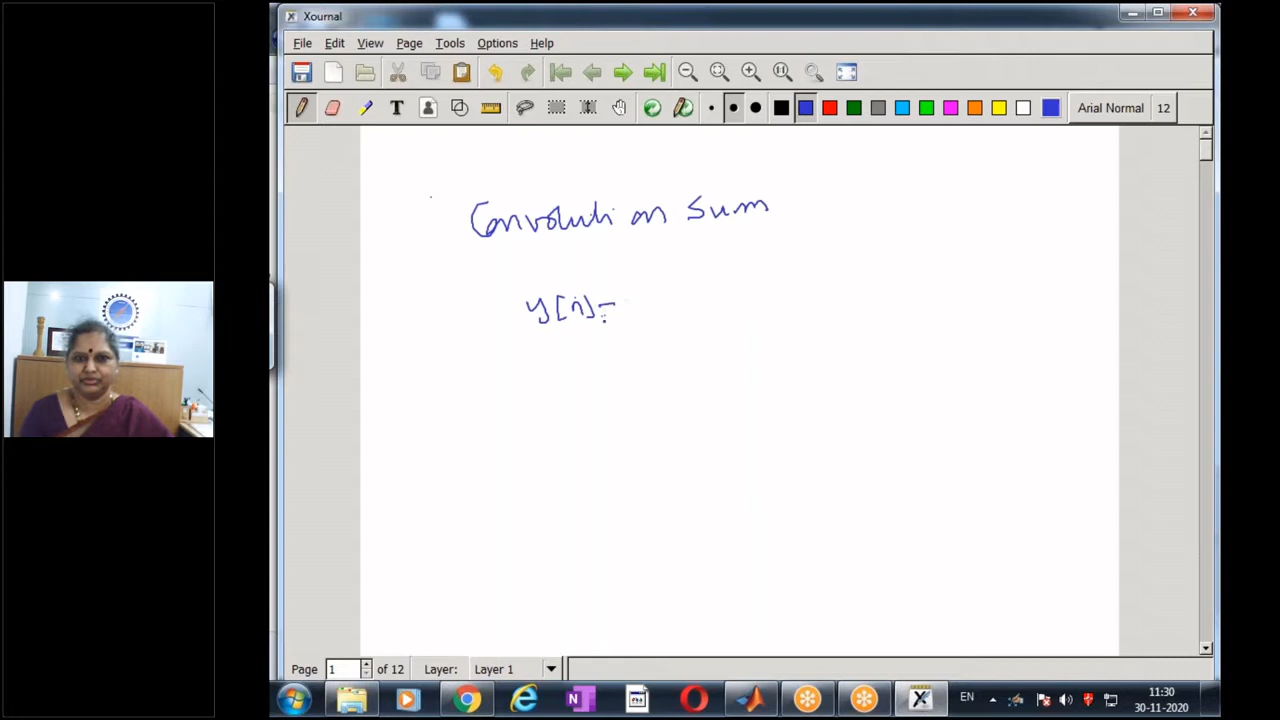 Xournal
File Edit View Page Tools Options Help
Arial Normal 12
Convolution Sum
y[n]=
Page 1 of 12 Layer: Layer 1
EN 11:30
30-11-2020